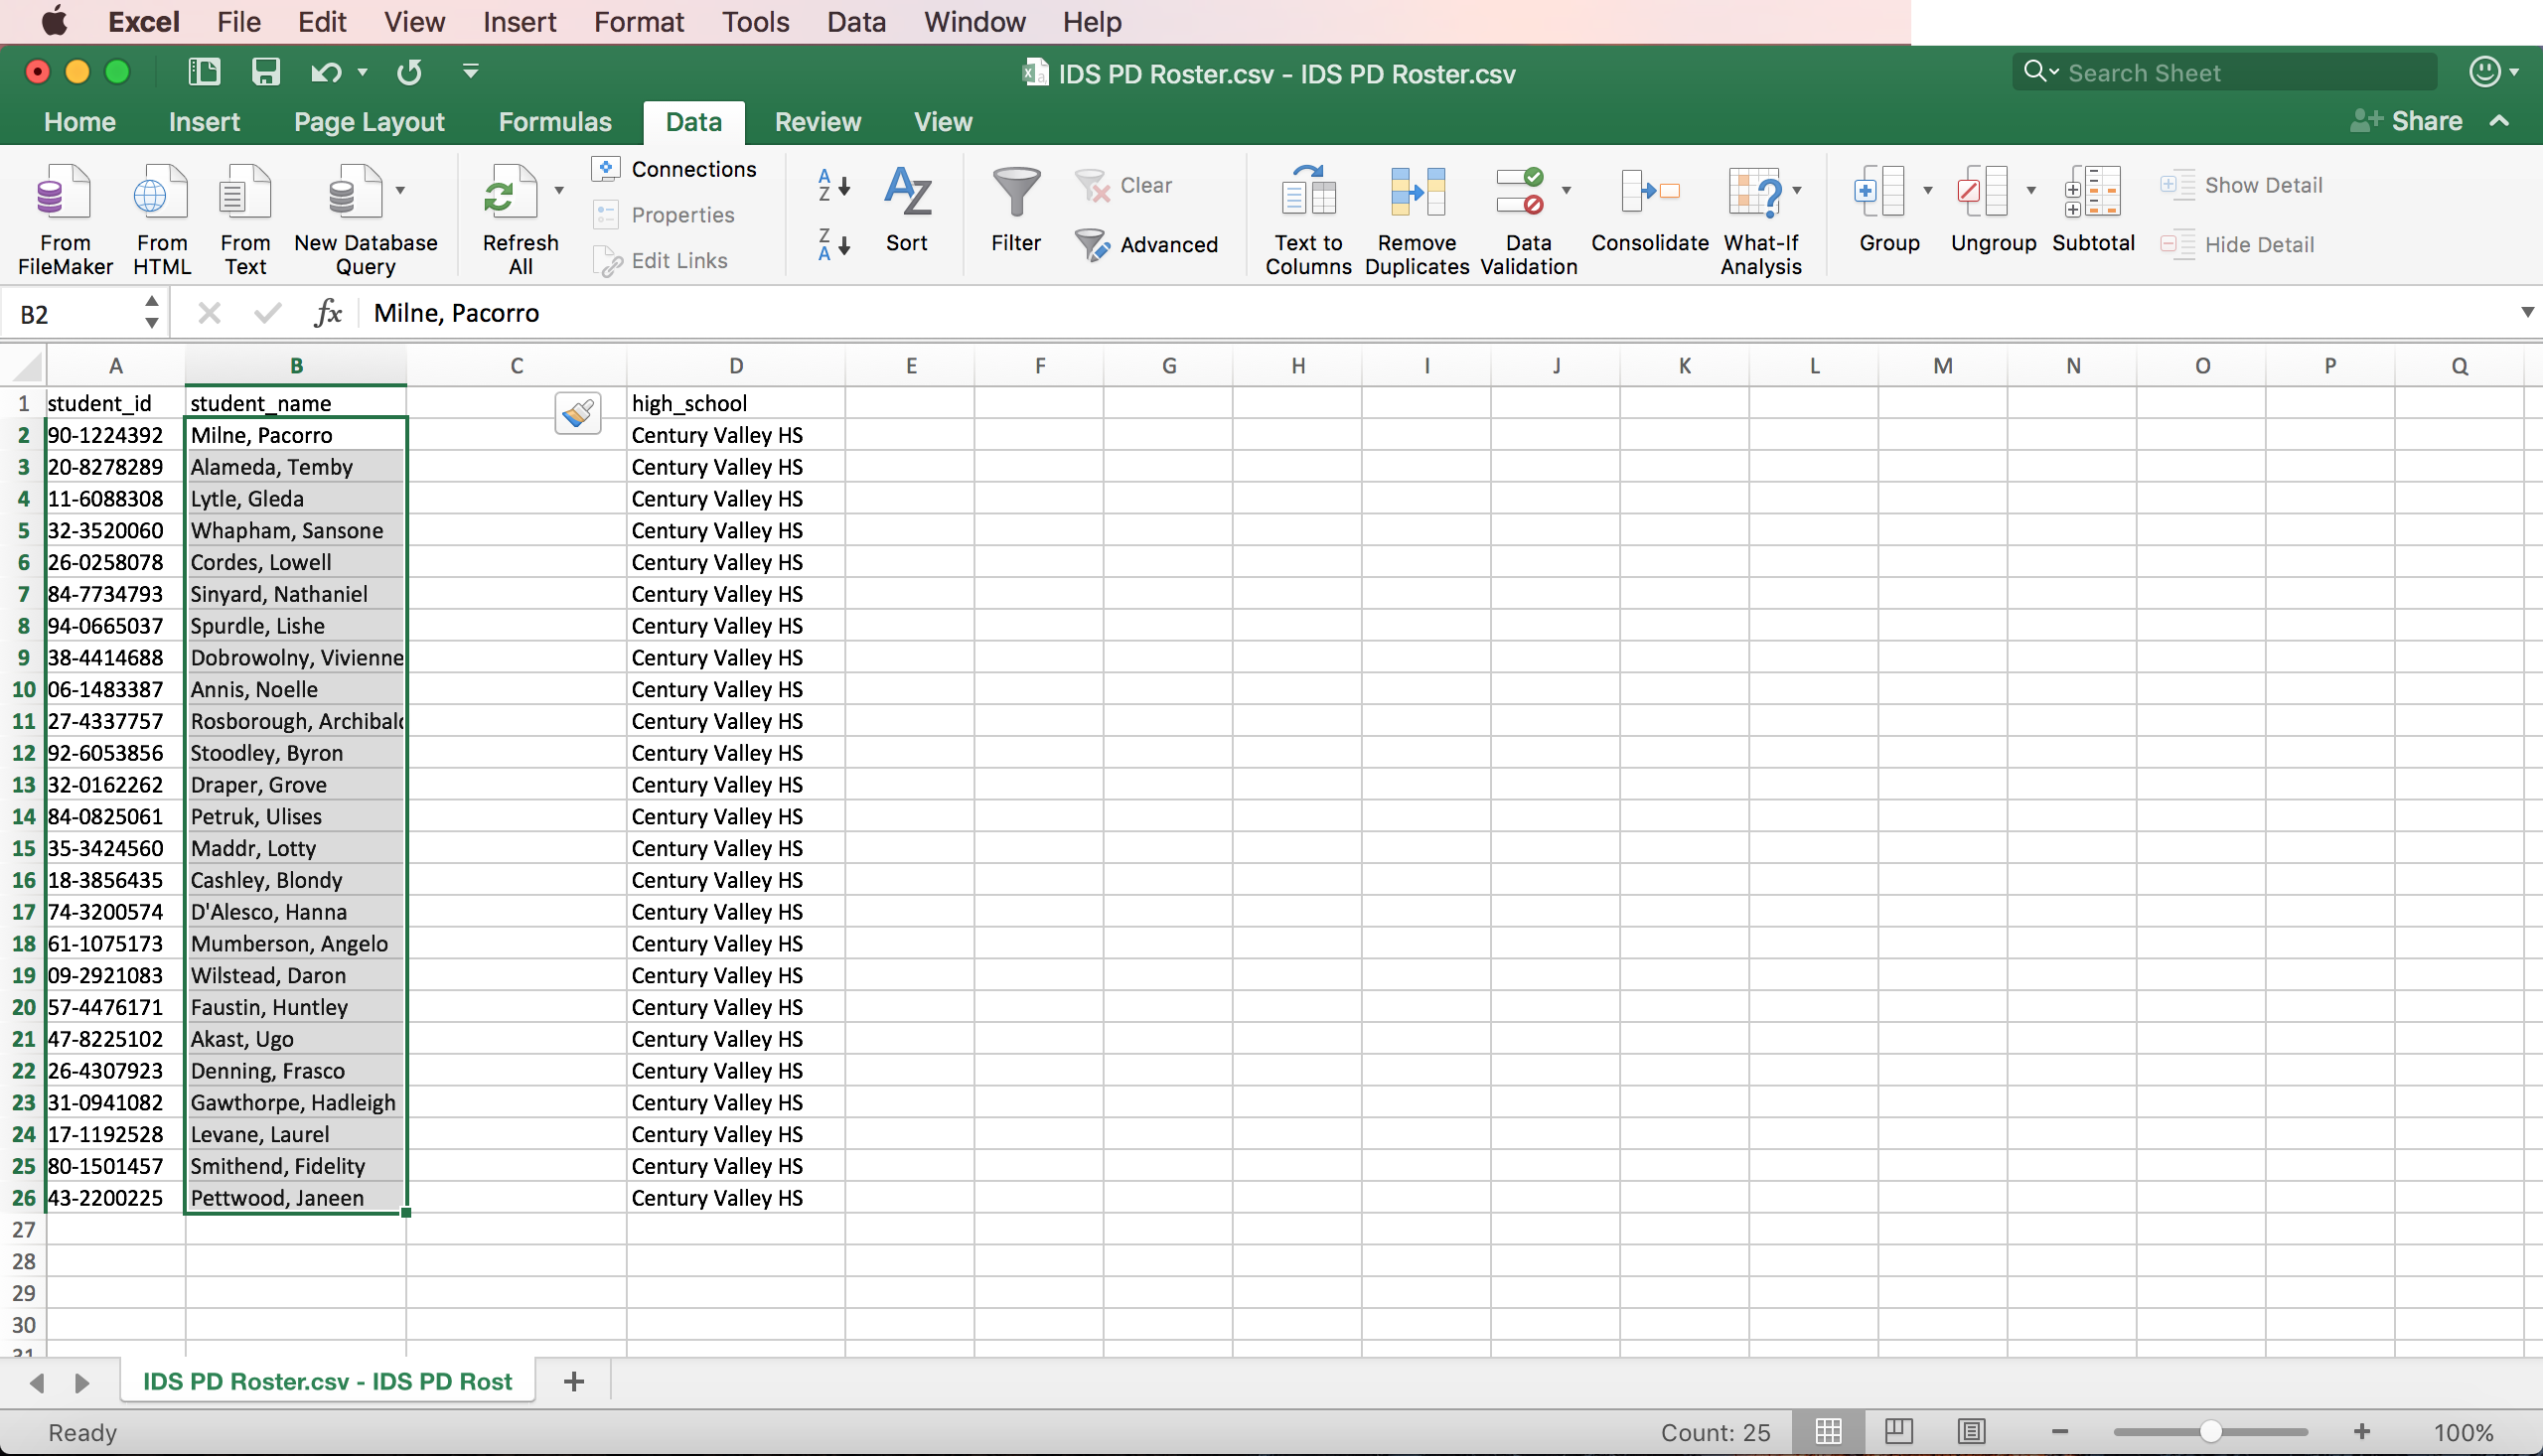 Excel File Edit View Insert Format Tools Data Window Help
IDS PD Roster.csv - IDS PD Roster.csv
Search Sheet
Home Insert Page Layout Formulas Data Review View Share
From FileMaker
From HTML
From Text
New Database Query
Refresh All
Connections
Properties
Edit Links
A Z
Z A
Sort
Filter
Clear
Advanced
Text to Columns
Remove Duplicates
Data Validation
Consolidate
What-If Analysis
Group
Ungroup
Subtotal
Show Detail
Hide Detail
B2 fx Milne, Pacorro
A B C D E F G H I J K L M N O P Q
1 student_id student_name high_school
2 90-1224392 Milne, Pacorro Century Valley HS
3 20-8278289 Alameda, Temby Century Valley HS
4 11-6088308 Lytle, Gleda Century Valley HS
5 32-3520060 Whapham, Sansone Century Valley HS
6 26-0258078 Cordes, Lowell Century Valley HS
7 84-7734793 Sinyard, Nathaniel Century Valley HS
8 94-0665037 Spurdle, Lishe Century Valley HS
9 38-4414688 Dobrowolny, Vivienne Century Valley HS
10 06-1483387 Annis, Noelle Century Valley HS
11 27-4337757 Rosborough, Archibal Century Valley HS
12 92-6053856 Stoodley, Byron Century Valley HS
13 32-0162262 Draper, Grove Century Valley HS
14 84-0825061 Petruk, Ulises Century Valley HS
15 35-3424560 Maddr, Lotty Century Valley HS
16 18-3856435 Cashley, Blondy Century Valley HS
17 74-3200574 D'Alesco, Hanna Century Valley HS
18 61-1075173 Mumberson, Angelo Century Valley HS
19 09-2921083 Wilstead, Daron Century Valley HS
20 57-4476171 Faustin, Huntley Century Valley HS
21 47-8225102 Akast, Ugo Century Valley HS
22 26-4307923 Denning, Frasco Century Valley HS
23 31-0941082 Gawthorpe, Hadleigh Century Valley HS
24 17-1192528 Levane, Laurel Century Valley HS
25 80-1501457 Smithend, Fidelity Century Valley HS
26 43-2200225 Pettwood, Janeen Century Valley HS
27
28
29
30
31
IDS PD Roster.csv - IDS PD Rost +
Ready Count: 25 100%